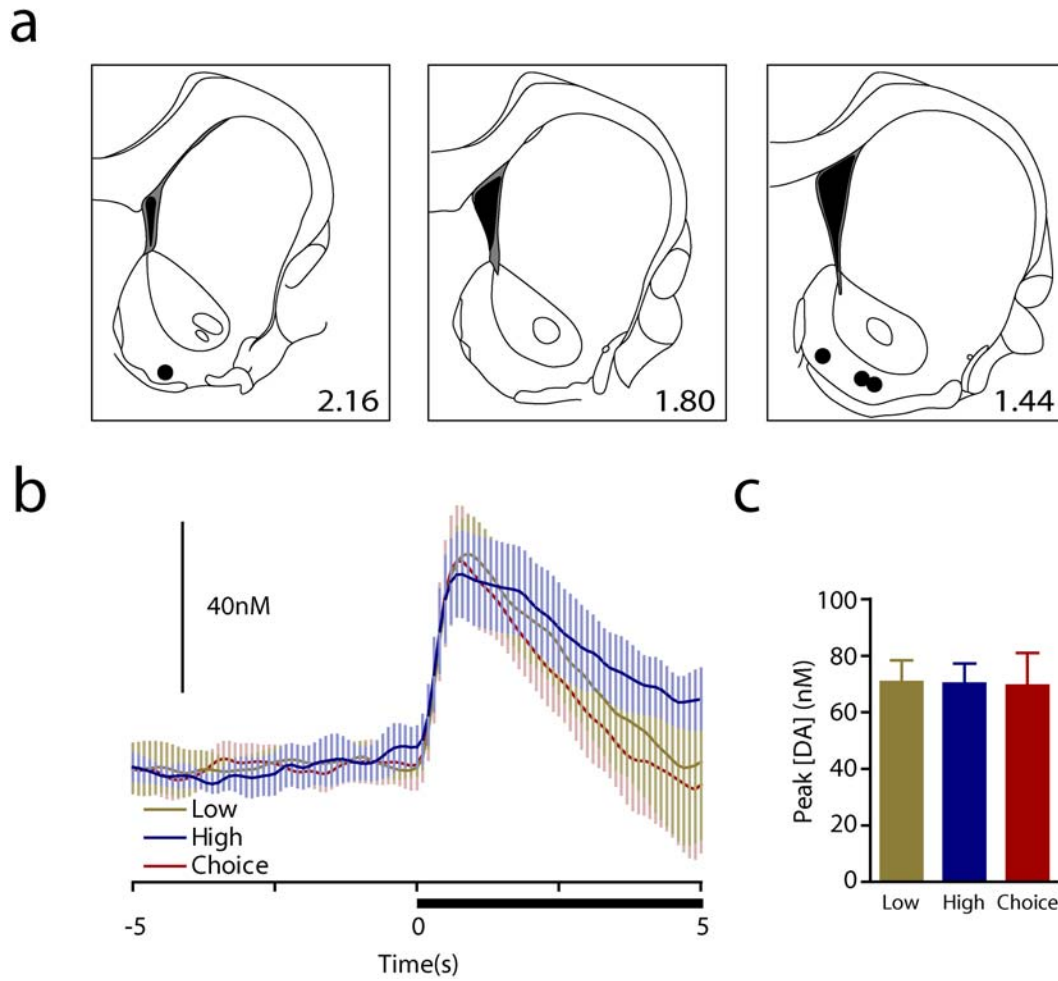 a
2.16
1.80
1.44
b
40nM
Low
High
Choice
-5
0
5
Time(s)
c
Peak [DA] (nM)
100
80
60
40
20
0
Low
High
Choice